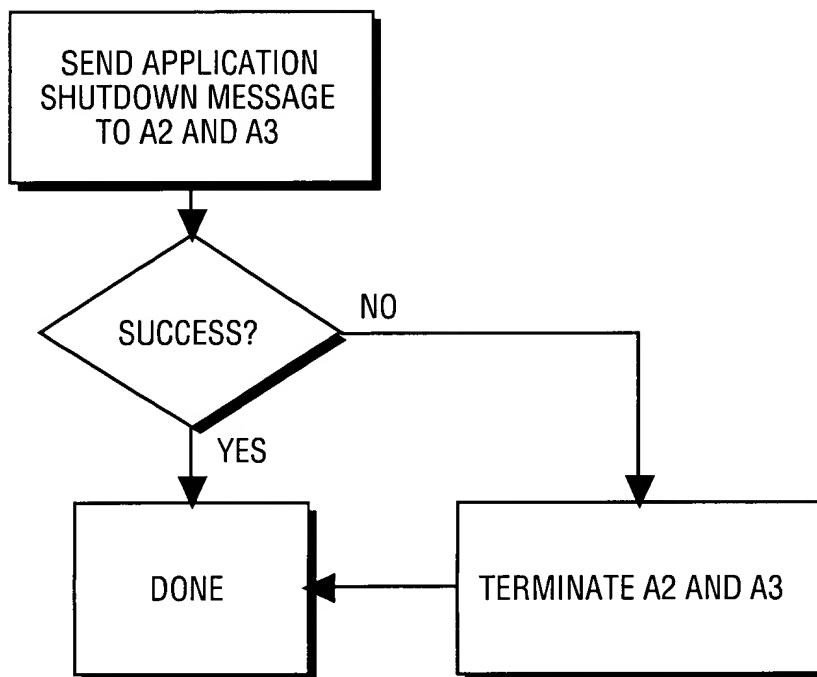 SEND APPLICATION
SHUTDOWN MESSAGE
TO A2 AND A3
SUCCESS?
NO
YES
DONE
TERMINATE A2 AND A3